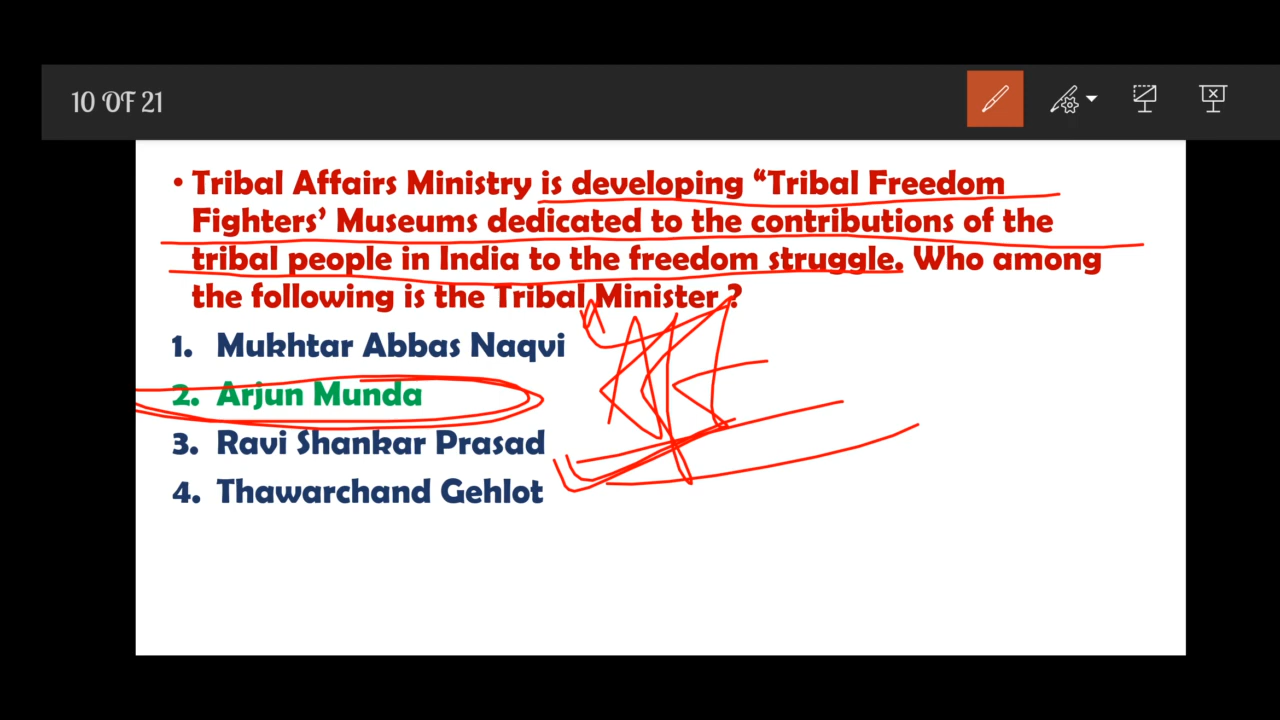 10 OF 21
• Tribal Affairs Ministry is developing “Tribal Freedom
Fighters’ Museums dedicated to the contributions of the
tribal people in India to the freedom struggle. Who among
the following is the Tribal Minister ?
1. Mukhtar Abbas Naqvi
2. Arjun Munda
3. Ravi Shankar Prasad
4. Thawarchand Gehlot